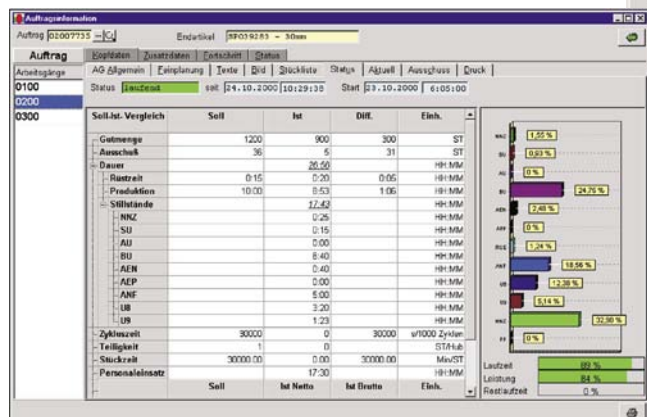 Auftragsinformation
Auftrag 02007735 Endartikel SP039283 - 30mm
Auftrag
Kopfdaten Zusatzdaten Fortschritt Status
Arbeitsgänge
0100
0200
0300
AG Allgemein Feinplanung Texte Bild Stückliste Status Aktuell Ausschuss Druck
Status laufend seit 24.10.2000 10:29:38 Start 23.10.2000 6:05:00
Soll-Ist- Vergleich Soll Ist Diff. Einh.
Gutmenge 1200 900 300 ST
Ausschuß 36 5 31 ST
Dauer 26:50 HH:MM
Rüstzeit 0:15 0:20 0:05 HH:MM
Produktion 10:00 8:53 1:06 HH:MM
Stillstände 17:43 HH:MM
NNZ 0:25 HH:MM
SU 0:15 HH:MM
AU 0:00 HH:MM
BU 6:40 HH:MM
AEN 0:40 HH:MM
AEP 0:00 HH:MM
ANF 5:00 HH:MM
U8 3:20 HH:MM
U9 1:23 HH:MM
Zykluszeit 30000 0 30000 s/1000 Zyklen
Teiligkeit 1 0 ST/Hub
Stückzeit 30000.00 0.00 30000.00 Min/ST
Personaleinsatz 17:30 HH:MM
Soll Ist Netto Ist Brutto Einh.
NNZ 1,55 %
SU 0,93 %
AU 0 %
BU 24,75 %
AEN 2,48 %
AEP 0 %
RUE 1,24 %
ANF 18,56 %
U8 12,38 %
U9 5,14 %
32,98 %
0 %
Laufzeit 89 %
Leistung 84 %
Restlaufzeit 0 %